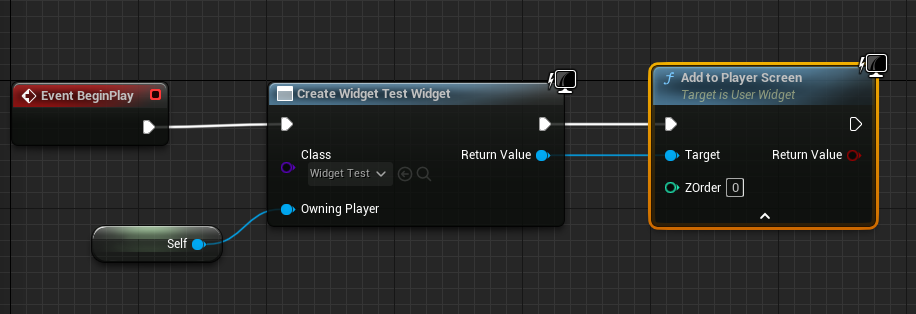 Event BeginPlay
Create Widget Test Widget
Class
Widget Test
Return Value
Owning Player
Self
Add to Player Screen
Target is User Widget
Target
Return Value
ZOrder 0